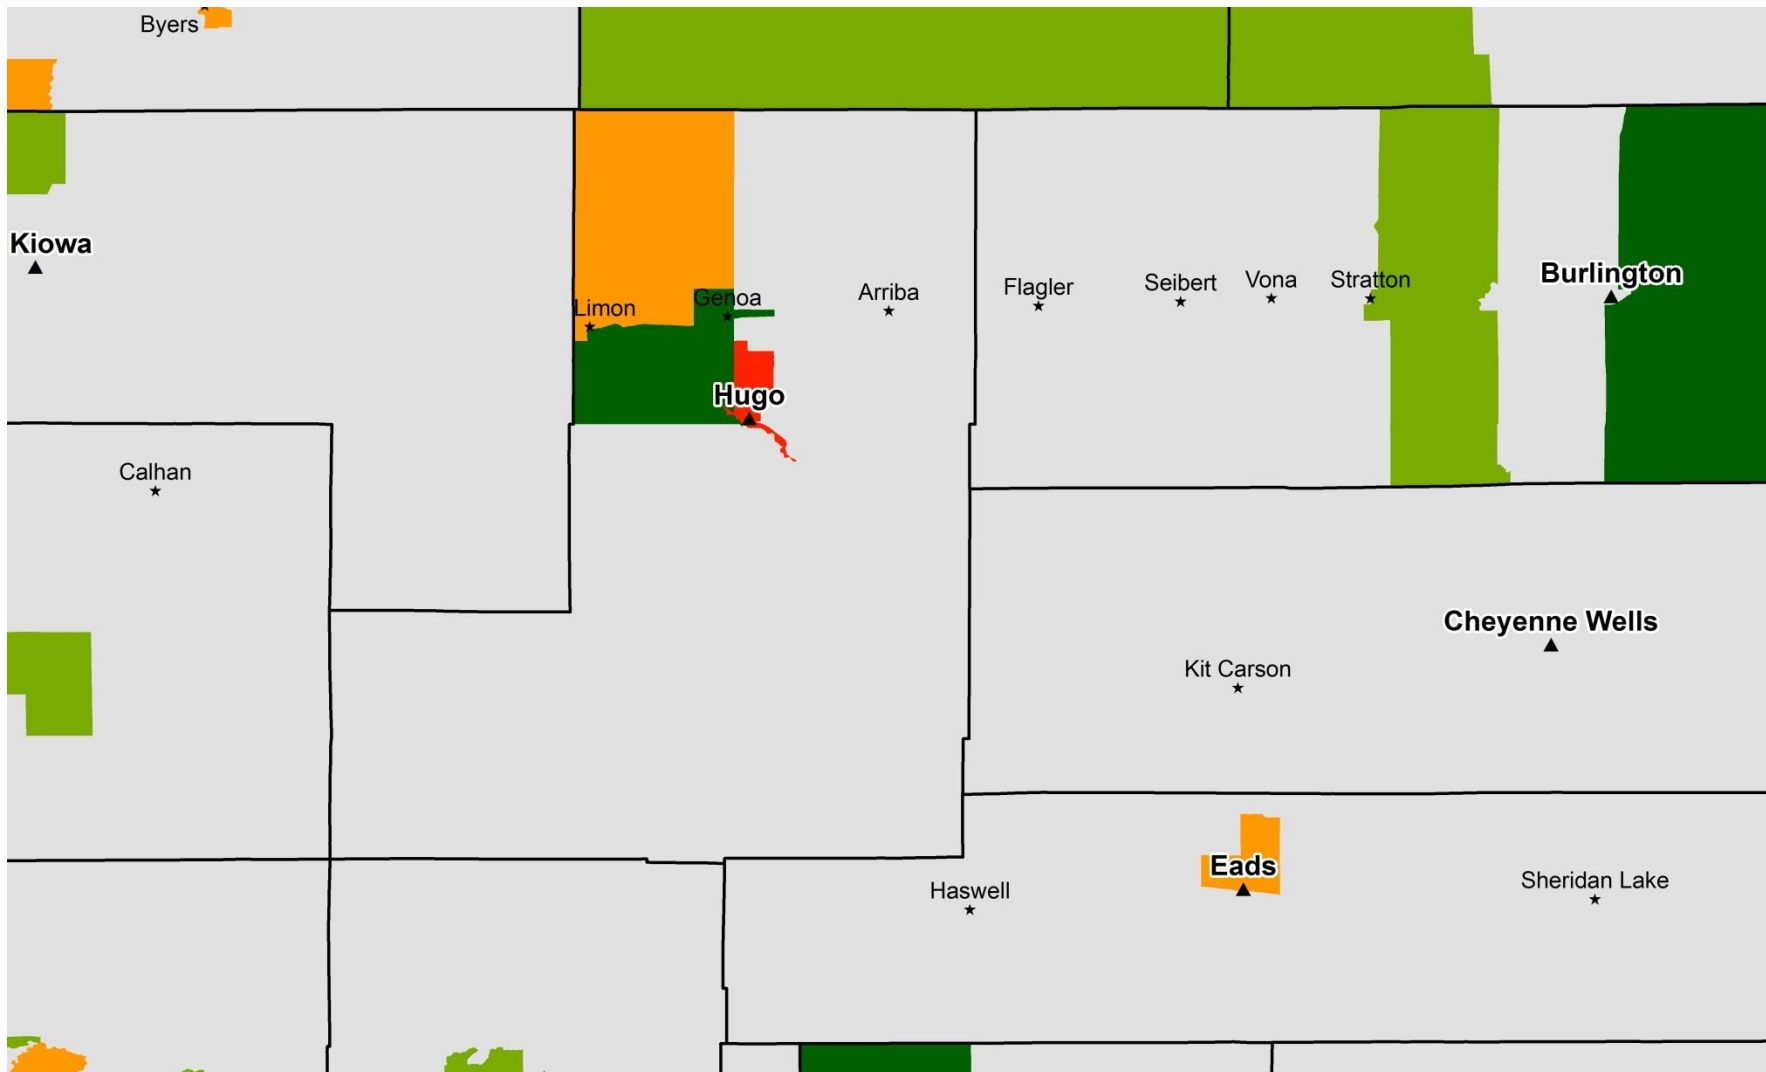 Byers
Kiowa
Limon
Genoa
Arriba
Flagler
Seibert
Vona
Stratton
Burlington
Hugo
Calhan
Cheyenne Wells
Kit Carson
Haswell
Eads
Sheridan Lake